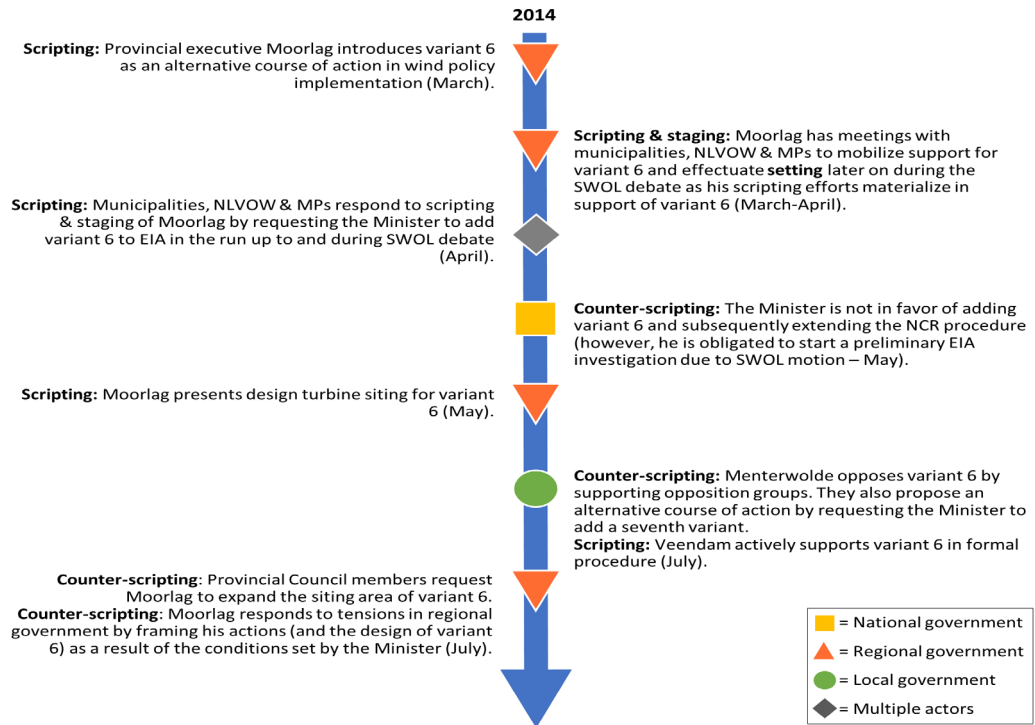 2014
Scripting: Provincial executive Moorlag introduces variant 6
as an alternative course of action in wind policy
implementation (March).
Scripting & staging: Moorlag has meetings with
municipalities, NLVOW & MPs to mobilize support for
variant 6 and effectuate setting later on during the
SWOL debate as his scripting efforts materialize in
support of variant 6 (March-April).
Scripting: Municipalities, NLVOW & MPs respond to scripting
& staging of Moorlag by requesting the Minister to add
variant 6 to EIA in the run up to and during SWOL debate
(April).
Counter-scripting: The Minister is not in favor of adding
variant 6 and subsequently extending the NCR procedure
(however, he is obligated to start a preliminary EIA
investigation due to SWOL motion – May).
Scripting: Moorlag presents design turbine siting for variant
6 (May).
Counter-scripting: Menterwolde opposes variant 6 by
supporting opposition groups. They also propose an
alternative course of action by requesting the Minister to
add a seventh variant.
Scripting: Veendam actively supports variant 6 in formal
procedure (July).
Counter-scripting: Provincial Council members request
Moorlag to expand the siting area of variant 6.
Counter-scripting: Moorlag responds to tensions in regional
government by framing his actions (and the design of variant
6) as a result of the conditions set by the Minister (July).
= National government
= Regional government
= Local government
= Multiple actors